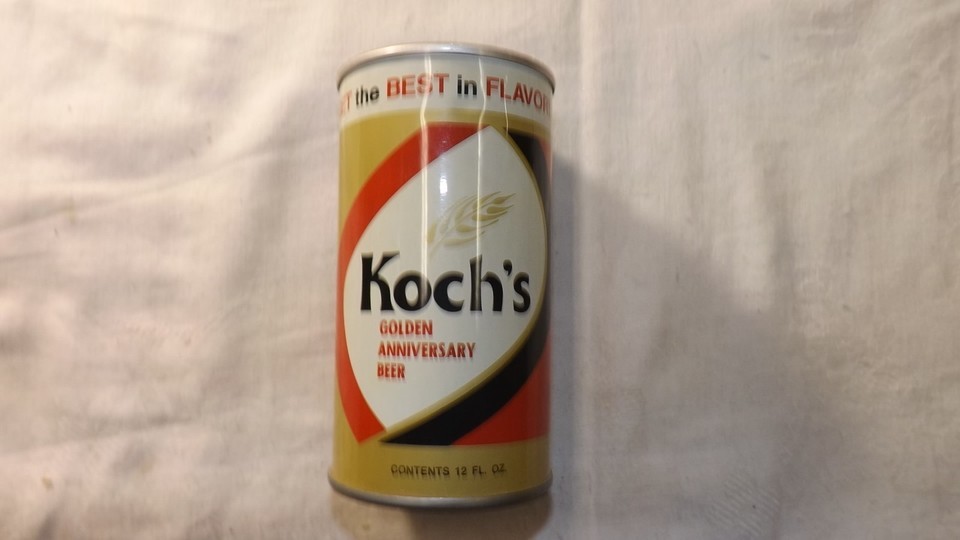 the BEST in FLAVOR
Koch's
GOLDEN
ANNIVERSARY
BEER
CONTENTS 12 FL. OZ.